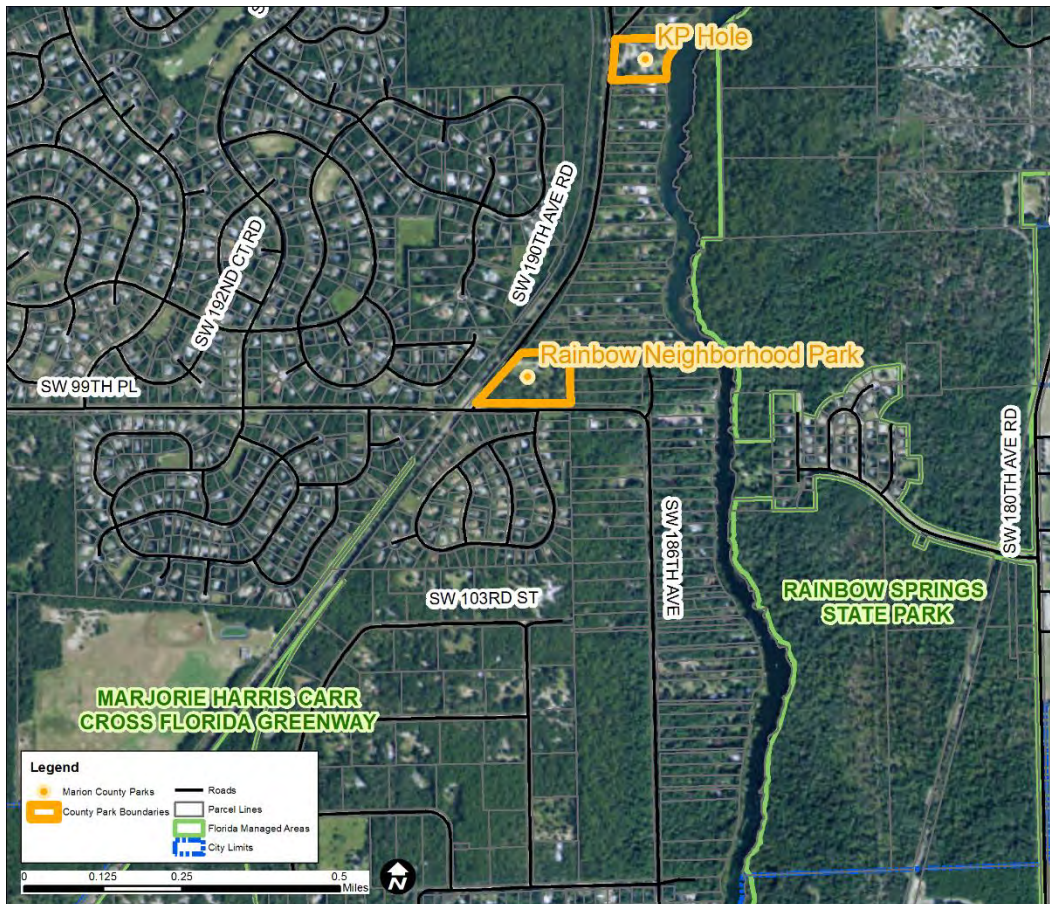 KP Hole
SW 190TH AVE RD
SW 192ND CT RD
Rainbow Neighborhood Park
SW 99TH PL
SW 180TH AVE RD
SW 186TH AVE
RAINBOW SPRINGS
STATE PARK
SW 103RD ST
MARJORIE HARRIS CARR
CROSS FLORIDA GREENWAY
Legend
Marion County Parks
County Park Boundaries
Roads
Parcel Lines
Florida Managed Areas
City Limits
0 0.125 0.25 0.5
Miles
N